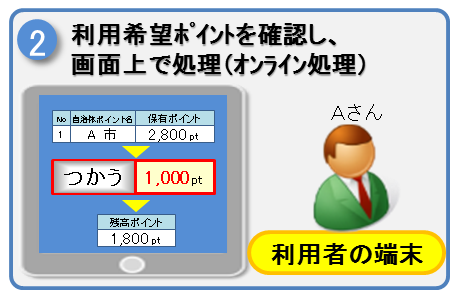 2
利用希望ポイントを確認し、
画面上で処理(オンライン処理)
No 自治体ポイント名 保有ポイント
1 A 市 2,800pt
つかう 1,000pt
残高ポイント
1,800pt
Aさん
利用者の端末